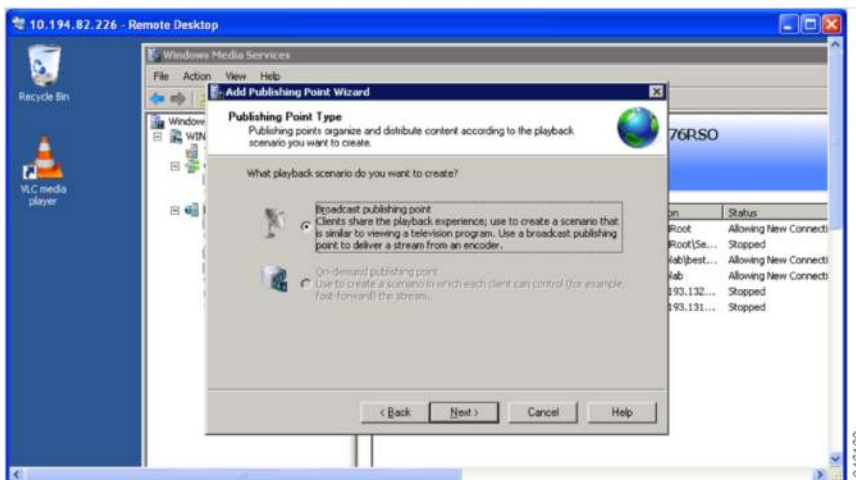 10.194.82.226 - Remote Desktop
Recycle Bin
VLC media
player
Windows Media Services
File Action View Help
Add Publishing Point Wizard
Publishing Point Type
Publishing points organize and distribute content according to the playback
scenario you want to create.
What playback scenario do you want to create?
Broadcast publishing point
Clients share the playback experience; use to create a scenario that
is similar to viewing a television program. Use a broadcast publishing
point to deliver a stream from an encoder.
On-demand publishing point
Use to create a scenario in which each client can control (for example,
fast-forward) the stream.
< Back
Next >
Cancel
Help
Window
WIN
76RSO
on Status
Root Allowing New Connecti
Root\Se... Stopped
lab\best... Allowing New Connecti
lab Allowing New Connecti
193.132... Stopped
193.131... Stopped